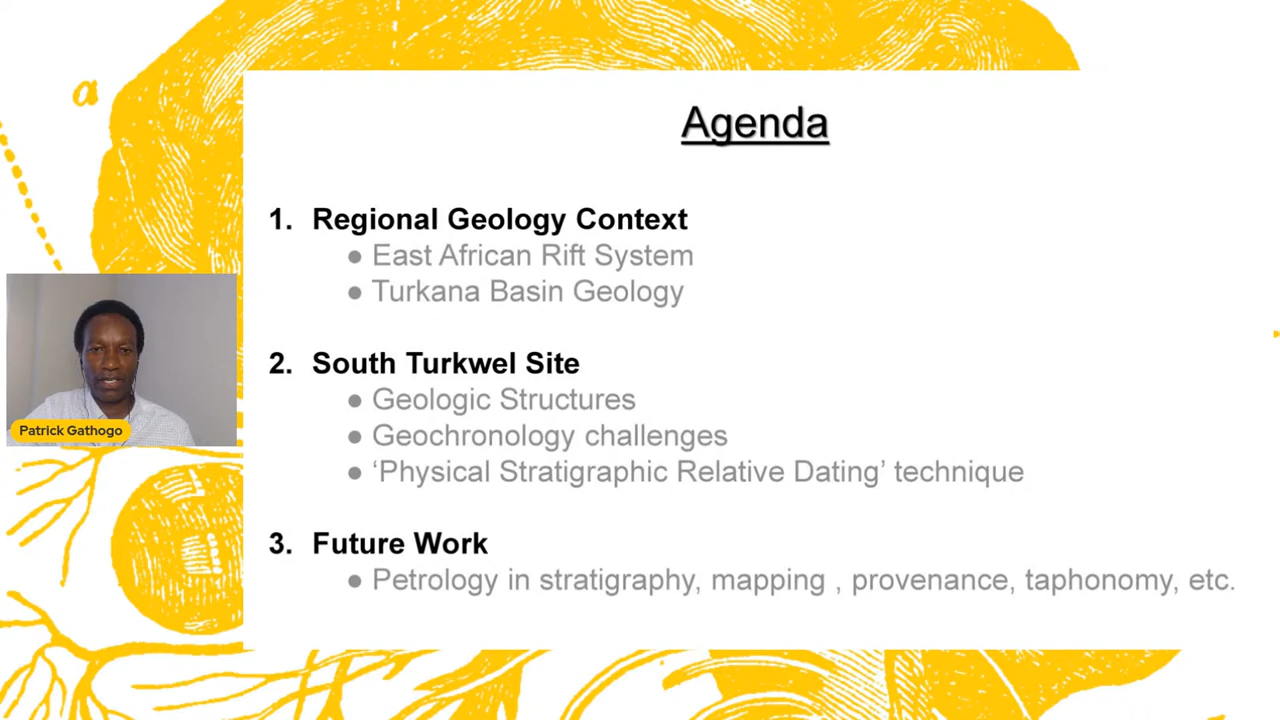 a
Agenda
1. Regional Geology Context
● East African Rift System
● Turkana Basin Geology
2. South Turkwel Site
● Geologic Structures
● Geochronology challenges
● ‘Physical Stratigraphic Relative Dating’ technique
Patrick Gathogo
3. Future Work
● Petrology in stratigraphy, mapping , provenance, taphonomy, etc.